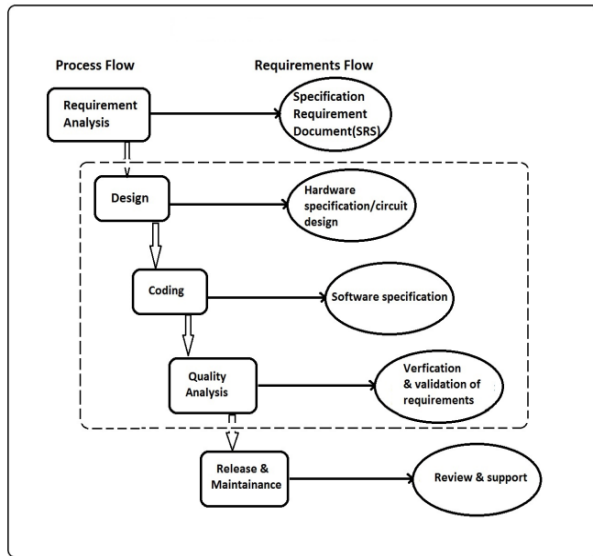 Process Flow
Requirements Flow
Requirement
Analysis
Specification
Requirement
Document(SRS)
Design
Hardware
specification/circuit
design
Coding
Software specification
Quality
Analysis
Verfication
& validation of
requirements
Release &
Maintainance
Review & support